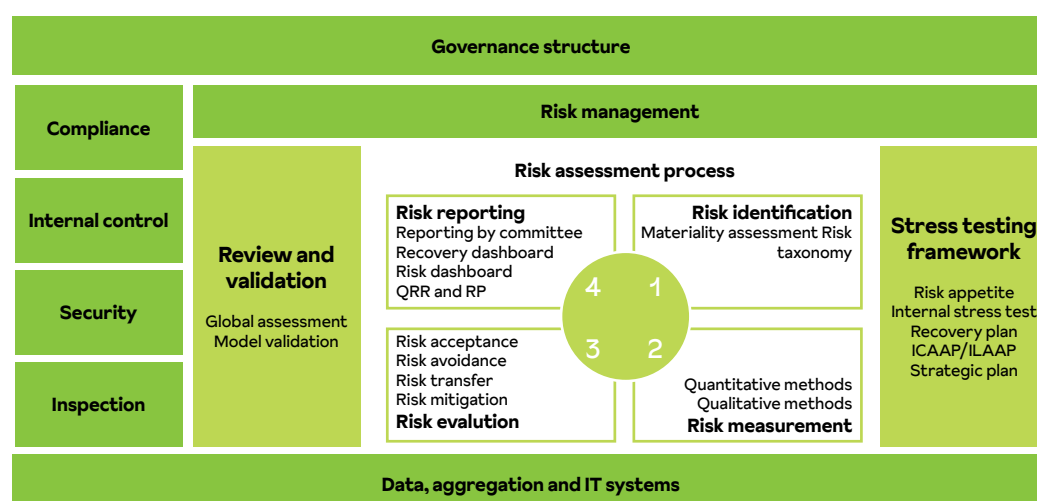 Governance structure
Compliance
Internal control
Security
Inspection
Risk management
Review and
validation
Global assessment
Model validation
Risk assessment process
Risk reporting
Reporting by committee
Recovery dashboard
Risk dashboard
QRR and RP
Risk identification
Materiality assessment Risk
taxonomy
4
1
3
2
Risk acceptance
Risk avoidance
Risk transfer
Risk mitigation
Risk evalution
Quantitative methods
Qualitative methods
Risk measurement
Stress testing
framework
Risk appetite
Internal stress test
Recovery plan
ICAAP/ILAAP
Strategic plan
Data, aggregation and IT systems